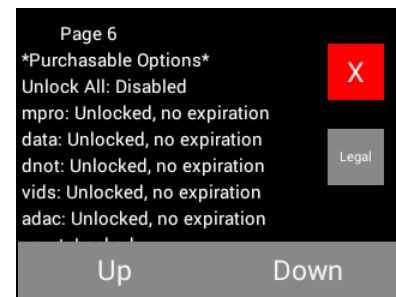 Page 6
*Purchasable Options*
Unlock All: Disabled
mpro: Unlocked, no expiration
data: Unlocked, no expiration
dnot: Unlocked, no expiration
vids: Unlocked, no expiration
adac: Unlocked, no expiration
X
Legal
Up
Down